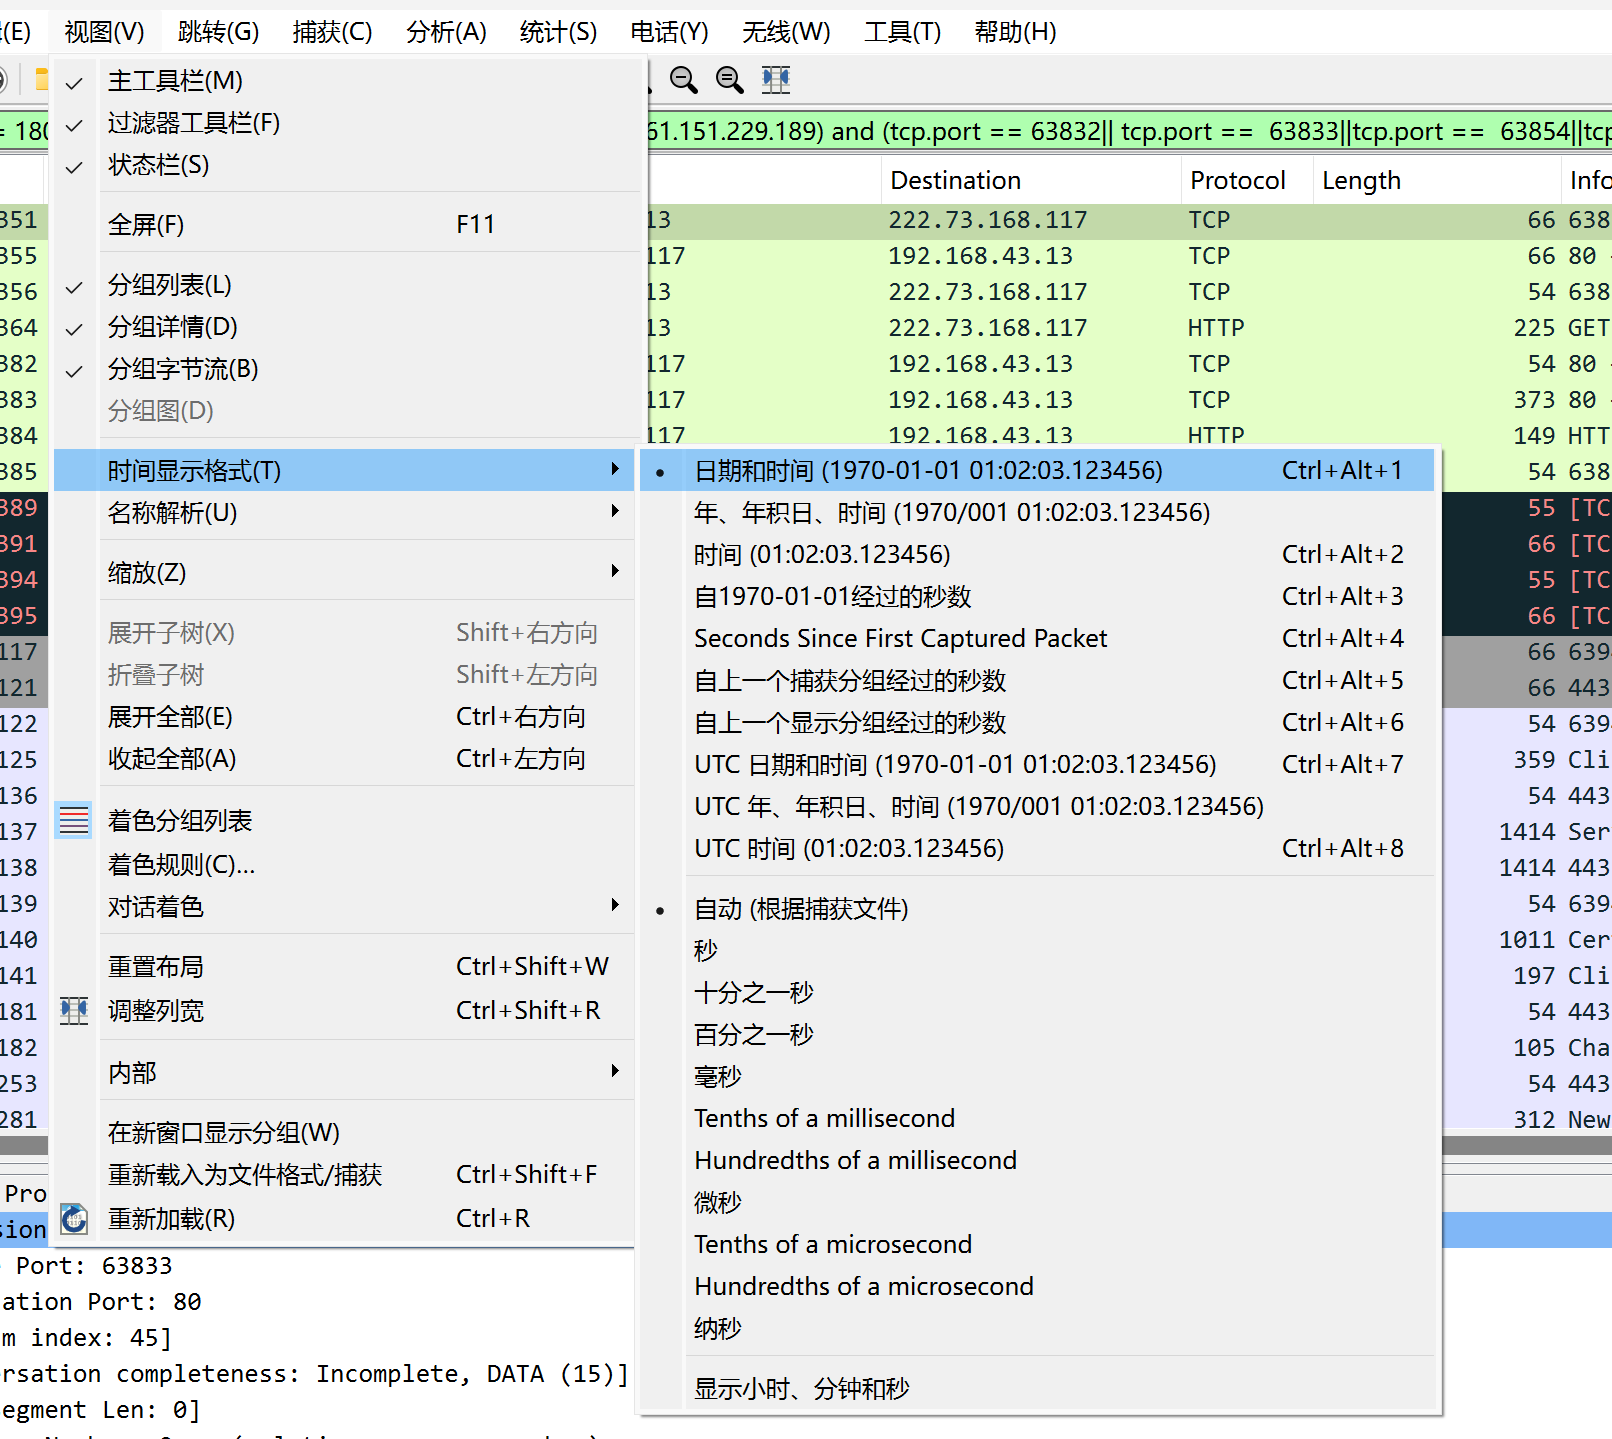 (E) 视图(V) 跳转(G) 捕获(C) 分析(A) 统计(S) 电话(Y) 无线(W) 工具(T) 帮助(H)
主工具栏(M)
过滤器工具栏(F)
= 180 61.151.229.189) and (tcp.port == 63832|| tcp.port == 63833||tcp.port == 63854||tcp
状态栏(S)
Destination Protocol Length Info
全屏(F) F11
351 13 222.73.168.117 TCP 66 638
355 117 192.168.43.13 TCP 66 80
356 13 222.73.168.117 TCP 54 638
364 13 222.73.168.117 HTTP 225 GET
382 117 192.168.43.13 TCP 54 80
383 117 192.168.43.13 TCP 373 80
384 117 192.168.43.13 HTTP 149 HTT
385 54 638
389 55 [TC
391 66 [TC
394 55 [TC
395 66 [TC
117 66 639
121 66 443
122 54 639
125 359 Cli
136 54 443
137 1414 Ser
138 1414 443
139 54 639
140 1011 Cer
141 197 Cli
181 54 443
182 105 Cha
253 54 443
281 312 New
分组列表(L)
分组详情(D)
分组字节流(B)
分组图(D)
时间显示格式(T)
名称解析(U)
缩放(Z)
展开子树(X) Shift+右方向
折叠子树 Shift+左方向
展开全部(E) Ctrl+右方向
收起全部(A) Ctrl+左方向
着色分组列表
着色规则(C)...
对话着色
重置布局 Ctrl+Shift+W
调整列宽 Ctrl+Shift+R
内部
在新窗口显示分组(W)
重新载入为文件格式/捕获 Ctrl+Shift+F
重新加载(R) Ctrl+R
日期和时间 (1970-01-01 01:02:03.123456) Ctrl+Alt+1
年、年积日、时间 (1970/001 01:02:03.123456)
时间 (01:02:03.123456) Ctrl+Alt+2
自1970-01-01经过的秒数 Ctrl+Alt+3
Seconds Since First Captured Packet Ctrl+Alt+4
自上一个捕获分组经过的秒数 Ctrl+Alt+5
自上一个显示分组经过的秒数 Ctrl+Alt+6
UTC 日期和时间 (1970-01-01 01:02:03.123456) Ctrl+Alt+7
UTC 年、年积日、时间 (1970/001 01:02:03.123456)
UTC 时间 (01:02:03.123456) Ctrl+Alt+8
自动 (根据捕获文件)
秒
十分之一秒
百分之一秒
毫秒
Tenths of a millisecond
Hundredths of a millisecond
微秒
Tenths of a microsecond
Hundredths of a microsecond
纳秒
显示小时、分钟和秒
Pro
sion
Port: 63833
ation Port: 80
m index: 45]
ersation completeness: Incomplete, DATA (15)]
egment Len: 0]